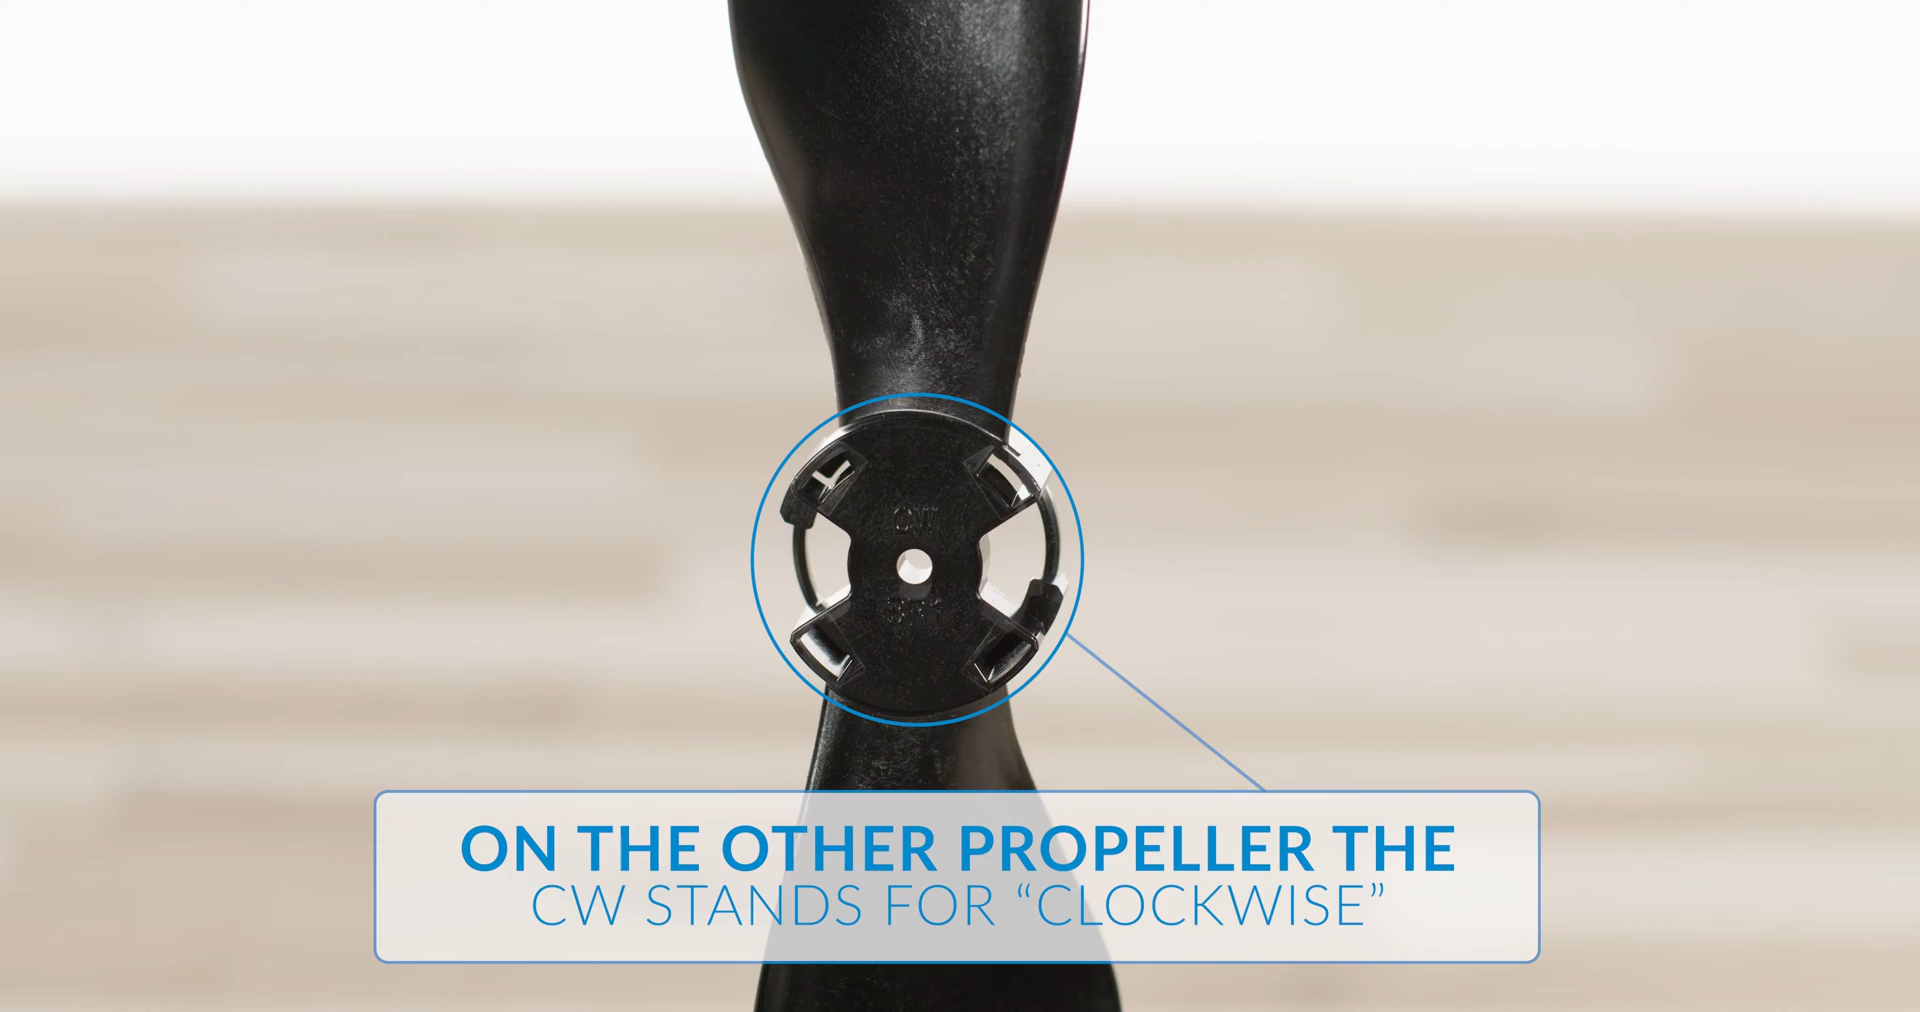 CW
ON THE OTHER PROPELLER THE
CW STANDS FOR “CLOCKWISE”